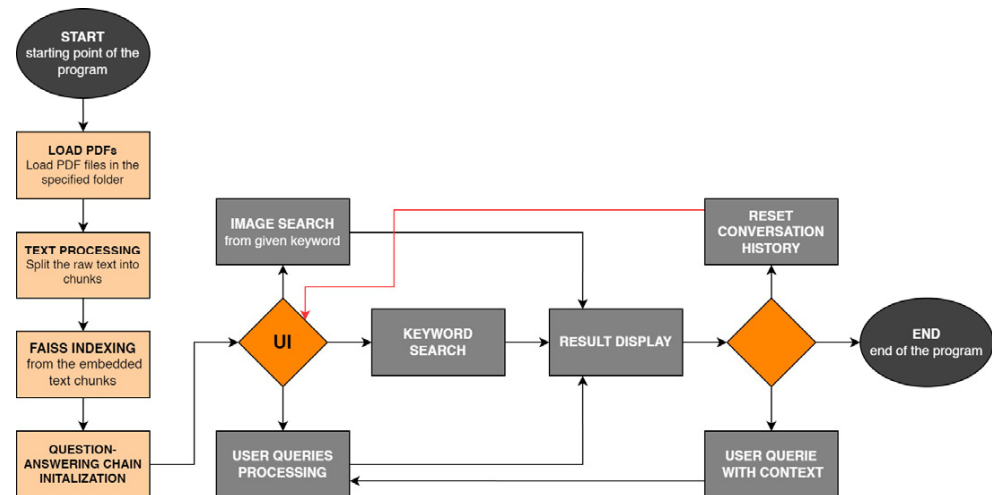 START
starting point of the
program
LOAD PDFs
Load PDF files in the
specified folder
TEXT PROCESSING
Split the raw text into
chunks
FAISS INDEXING
from the embedded
text chunks
QUESTION-
ANSWERING CHAIN
INITALIZATION
IMAGE SEARCH
from given keyword
UI
KEYWORD
SEARCH
USER QUERIES
PROCESSING
RESULT DISPLAY
RESET
CONVERSATION
HISTORY
USER QUERIE
WITH CONTEXT
END
end of the program